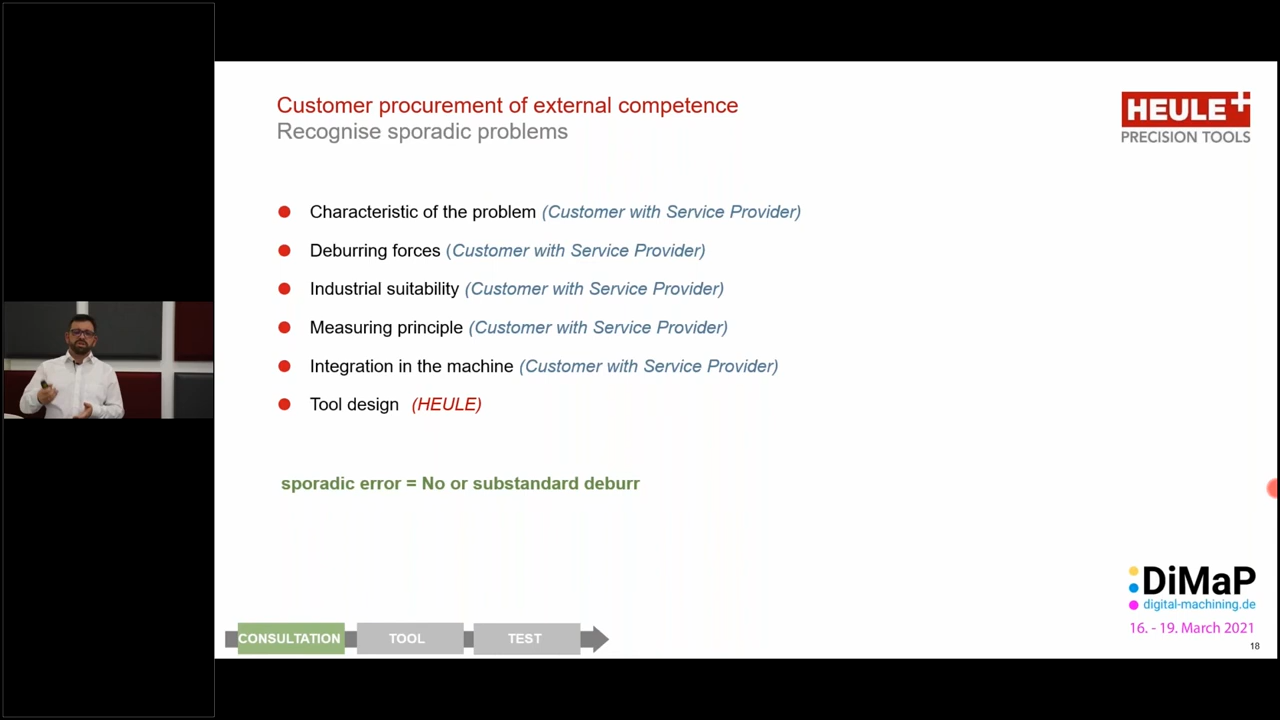 Customer procurement of external competence
Recognise sporadic problems
HEULE+
PRECISION TOOLS
Characteristic of the problem (Customer with Service Provider)
Deburring forces (Customer with Service Provider)
Industrial suitability (Customer with Service Provider)
Measuring principle (Customer with Service Provider)
Integration in the machine (Customer with Service Provider)
Tool design (HEULE)
sporadic error = No or substandard deburr
DiMaP
digital-machining.de
16. - 19. March 2021
CONSULTATION TOOL TEST
18